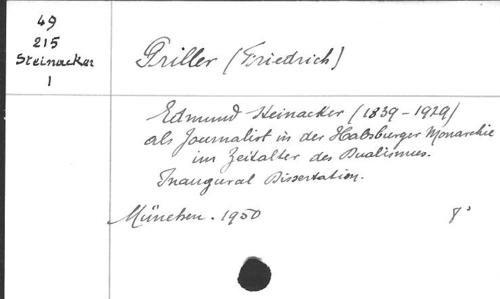 49
215
Steinacker
1
Griller (Friedrich)
Edmund Steinacker (1839-1929)
als Journalist in der Habsburger Monarchie
im Zeitalter des Dualismus.
Inaugural Dissertation.
München. 1950 8°